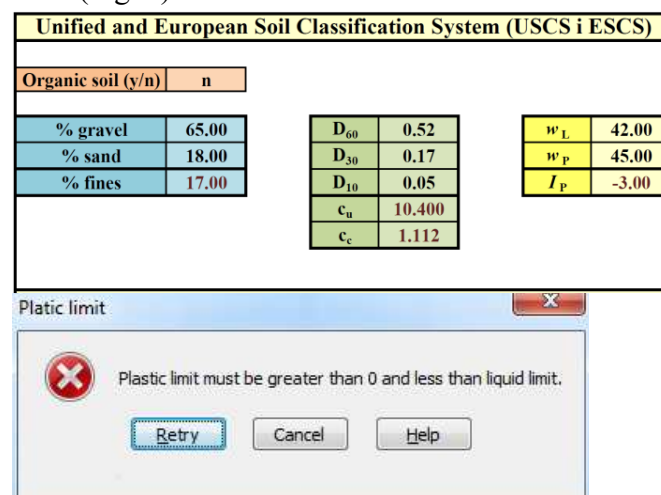 Unified and European Soil Classification System (USCS i ESCS)
Organic soil (y/n) n
% gravel 65.00 D60 0.52 wL 42.00
% sand 18.00 D30 0.17 wP 45.00
% fines 17.00 D10 0.05 IP -3.00
cu 10.400
cc 1.112
Platic limit
Plastic limit must be greater than 0 and less than liquid limit.
Retry Cancel Help